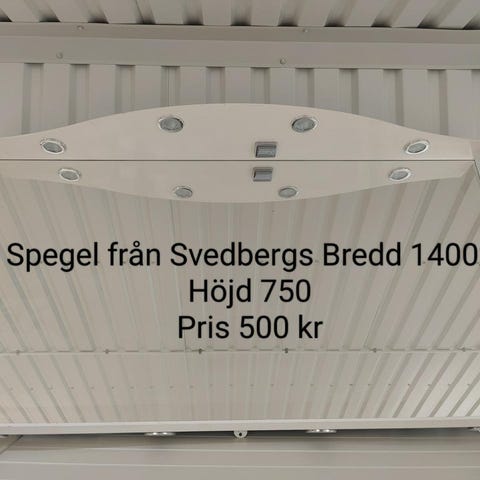 Spegel från Svedbergs Bredd 1400
Höjd 750
Pris 500 kr